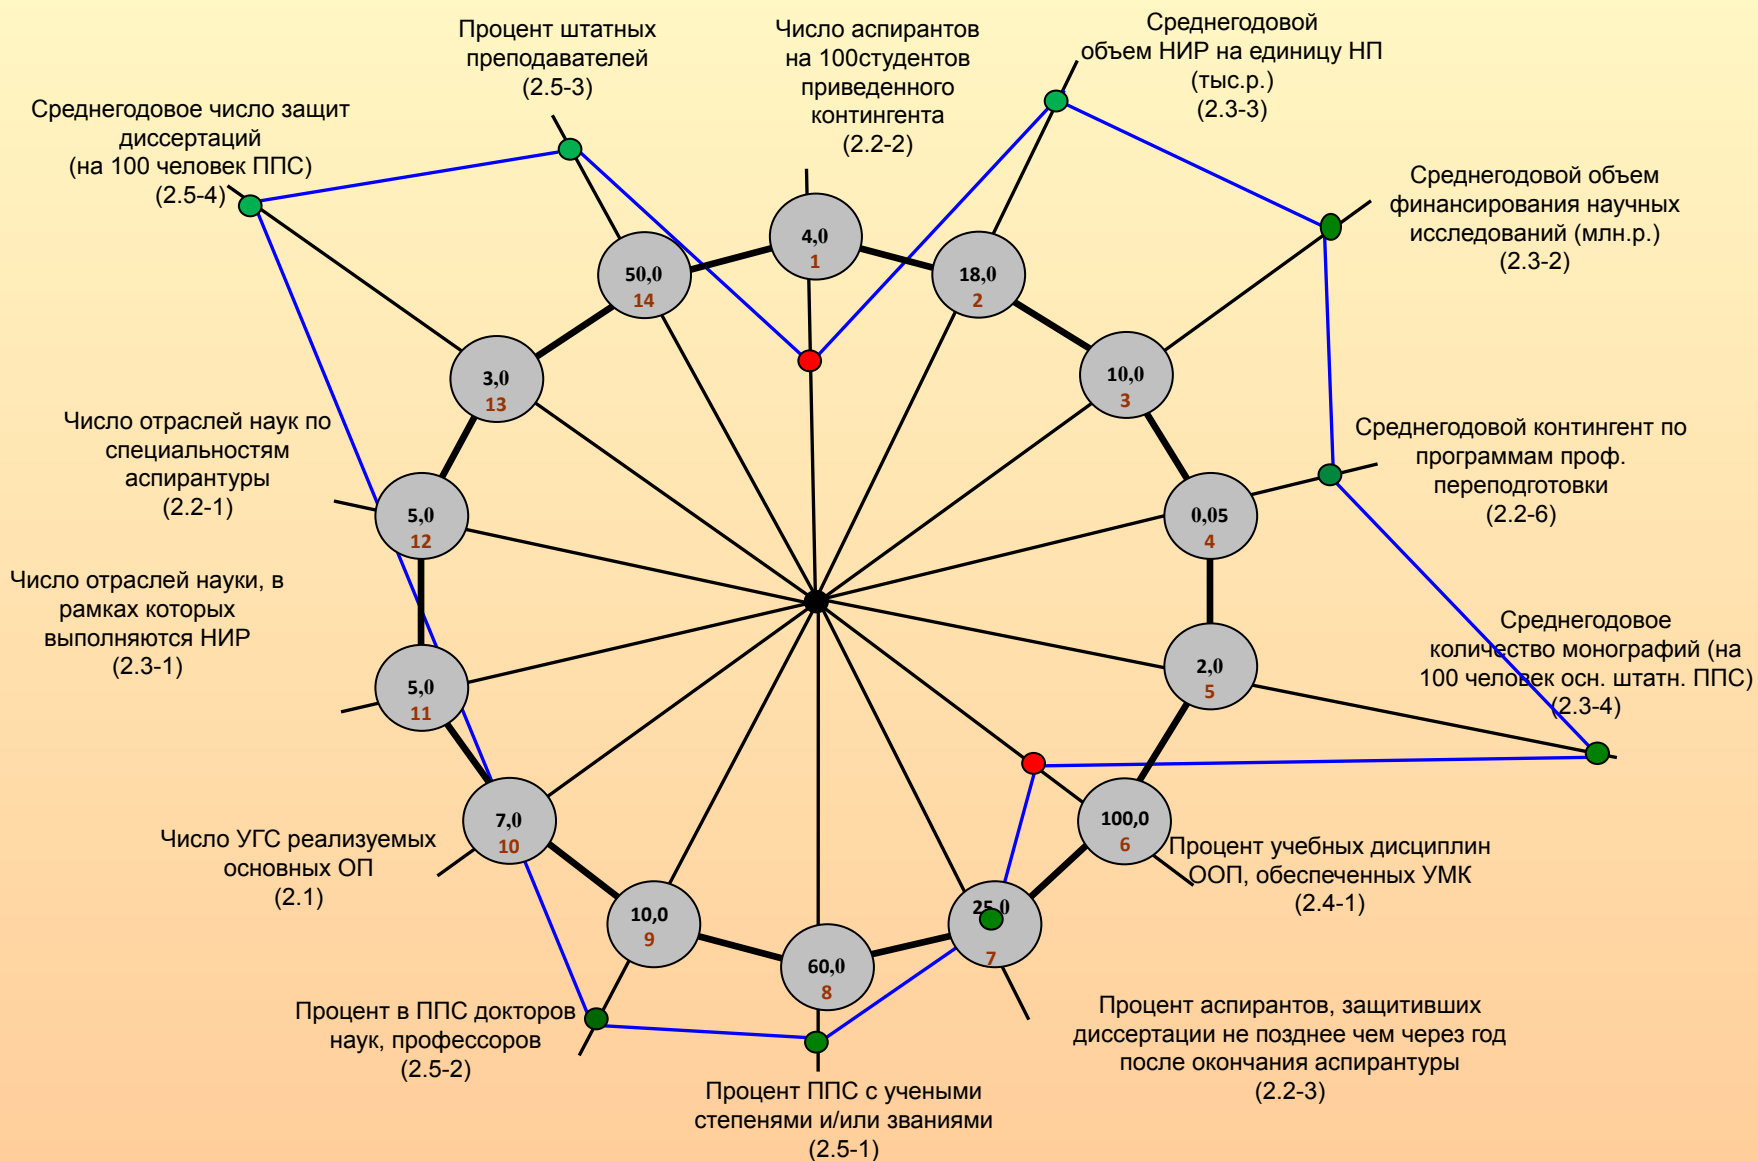 Процент штатных
преподавателей
(2.5-3)
Число аспирантов
на 100студентов
приведенного
контингента
(2.2-2)
Среднегодовой
объем НИР на единицу НП
(тыс.р.)
(2.3-3)
Среднегодовое число защит
диссертаций
(на 100 человек ППС)
(2.5-4)
Среднегодовой объем
финансирования научных
исследований (млн.р.)
(2.3-2)
4,0
1
50,0
14
18,0
2
3,0
13
10,0
3
Число отраслей наук по
специальностям
аспирантуры
(2.2-1)
Среднегодовой контингент по
программам проф.
переподготовки
(2.2-6)
5,0
12
0,05
4
Число отраслей науки, в
рамках которых
выполняются НИР
(2.3-1)
Среднегодовое
количество монографий (на
100 человек осн. штатн. ППС)
(2.3-4)
5,0
11
2,0
5
7,0
10
100,0
6
Число УГС реализуемых
основных ОП
(2.1)
Процент учебных дисциплин
ООП, обеспеченных УМК
(2.4-1)
10,0
9
60,0
8
25,0
7
Процент в ППС докторов
наук, профессоров
(2.5-2)
Процент аспирантов, защитивших
диссертации не позднее чем через год
после окончания аспирантуры
(2.2-3)
Процент ППС с учеными
степенями и/или званиями
(2.5-1)